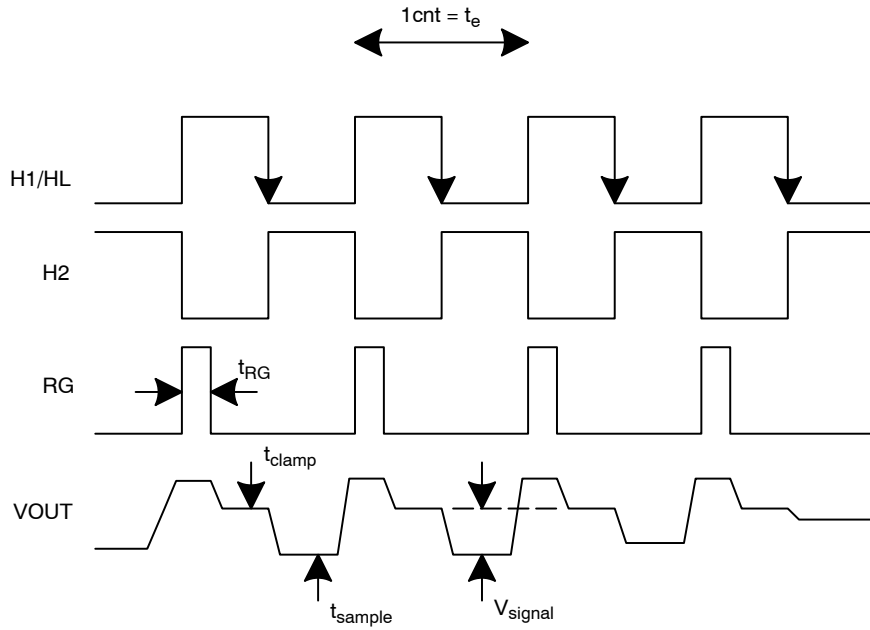 1cnt = te
H1/HL
H2
RG
tRG
tclamp
VOUT
tsample
Vsignal